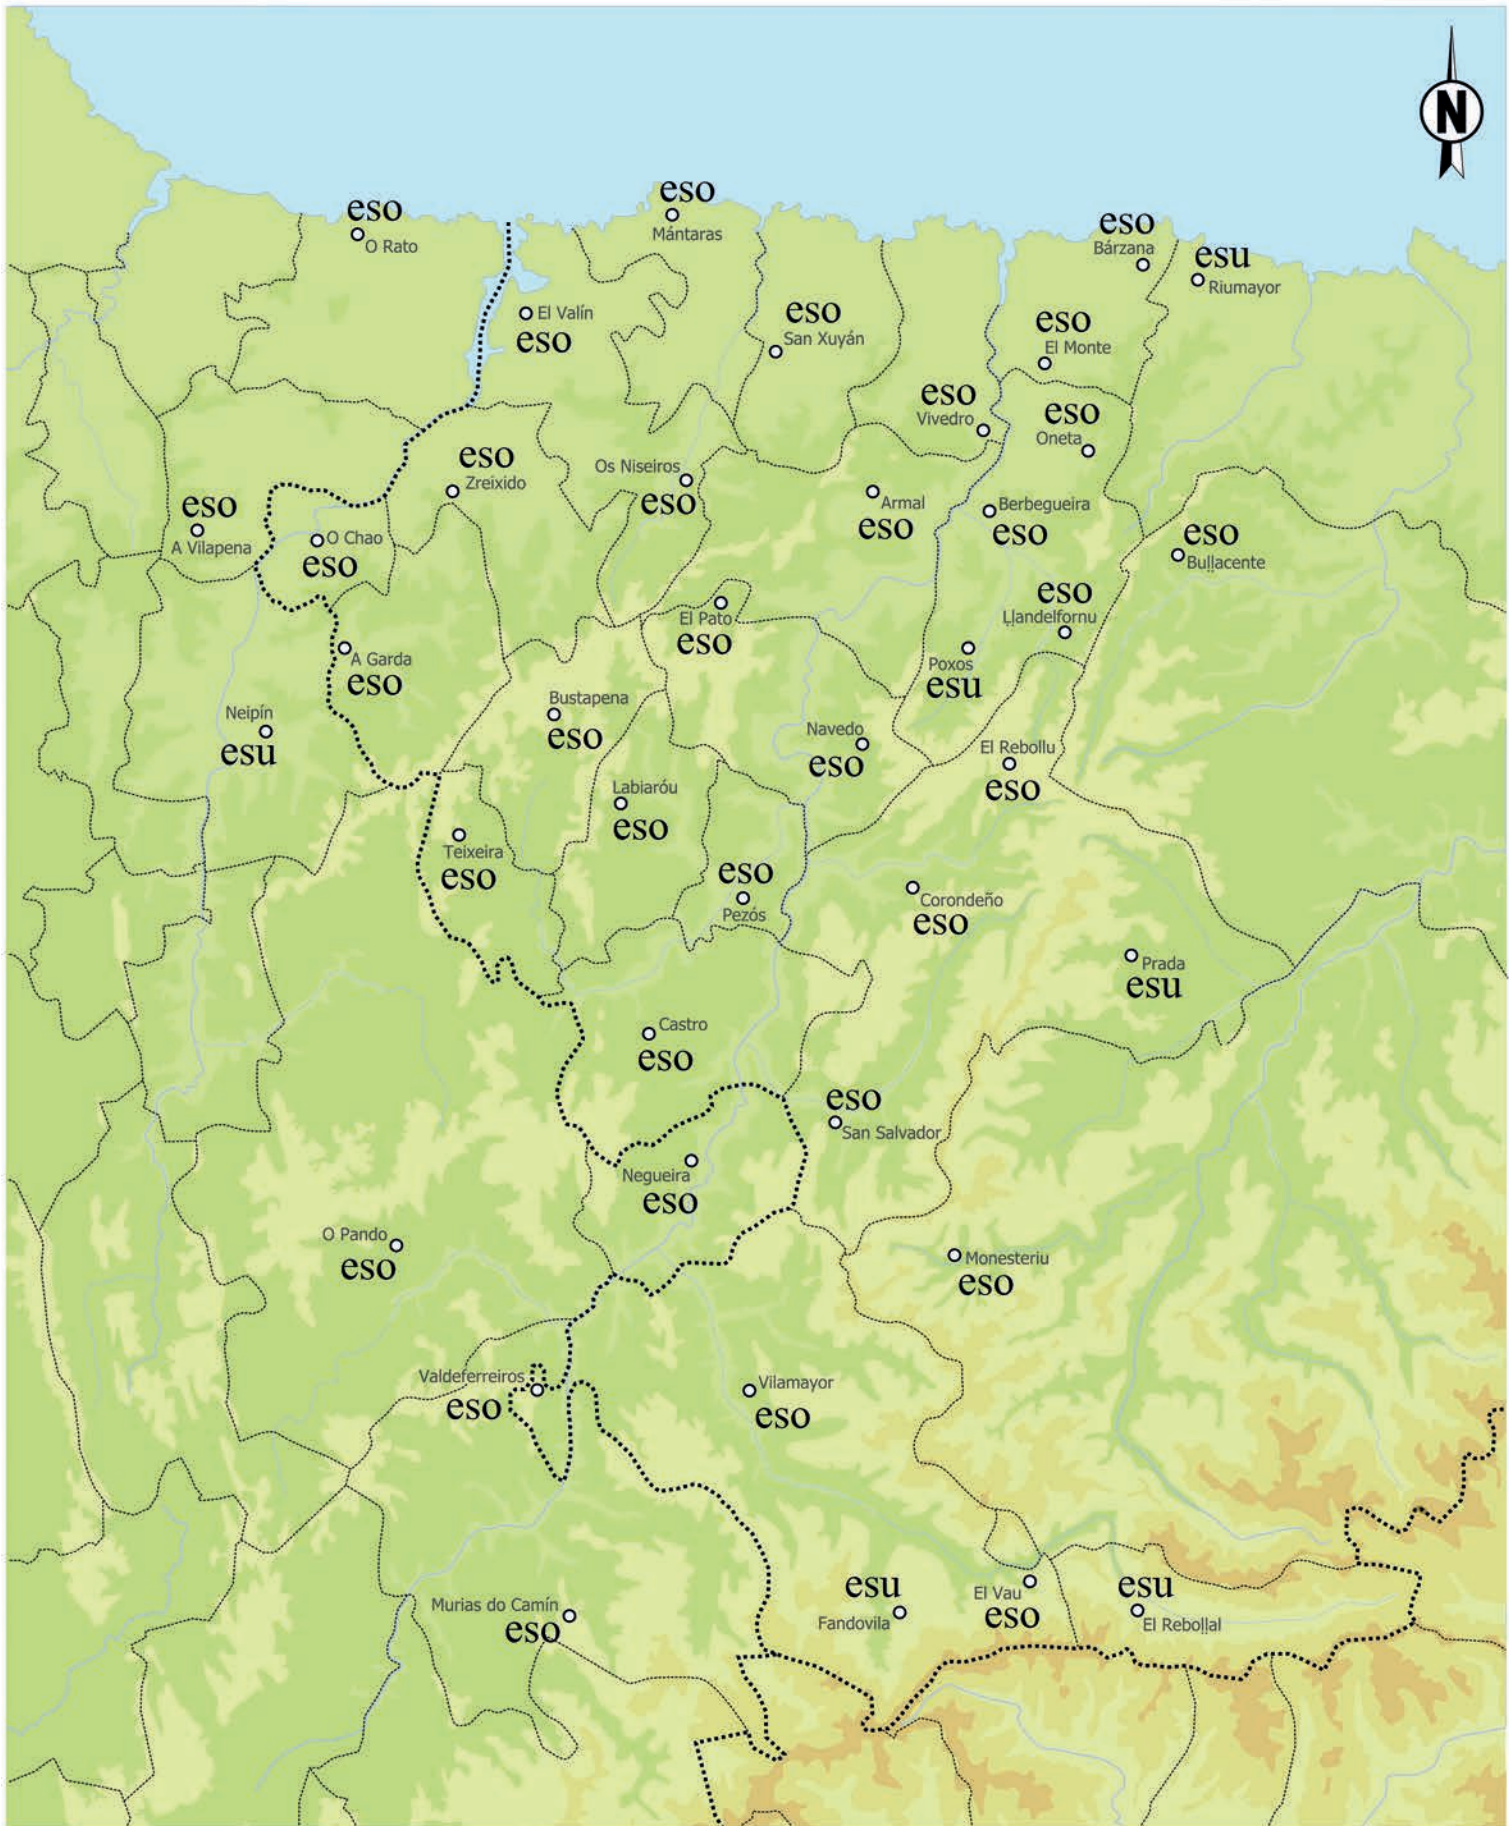 N
eso
Mántaras
eso
O Rato
eso
Bárzana
esu
Riumayor
El Valín
eso
eso
San Xuyán
eso
El Monte
eso
Vivedro
eso
Oneta
eso
Zreixido
Os Niseiros
eso
Armal
eso
Berbegueira
eso
eso
A Vilapena
O Chao
eso
eso
Buḷḷacente
eso
Ḷḷandelfornu
El Pato
eso
A Garda
eso
Poxos
esu
Neipín
esu
Bustapena
eso
Navedo
eso
El Rebollu
eso
Labiaróu
eso
Teixeira
eso
eso
Pezós
Corondeño
eso
Prada
esu
Castro
eso
eso
San Salvador
Negueira
eso
O Pando
eso
Monesteriu
eso
Valdeferreiros
eso
Vilamayor
eso
esu
Fandovila
El Vau
eso
esu
El Reboḷḷal
Murias do Camín
eso